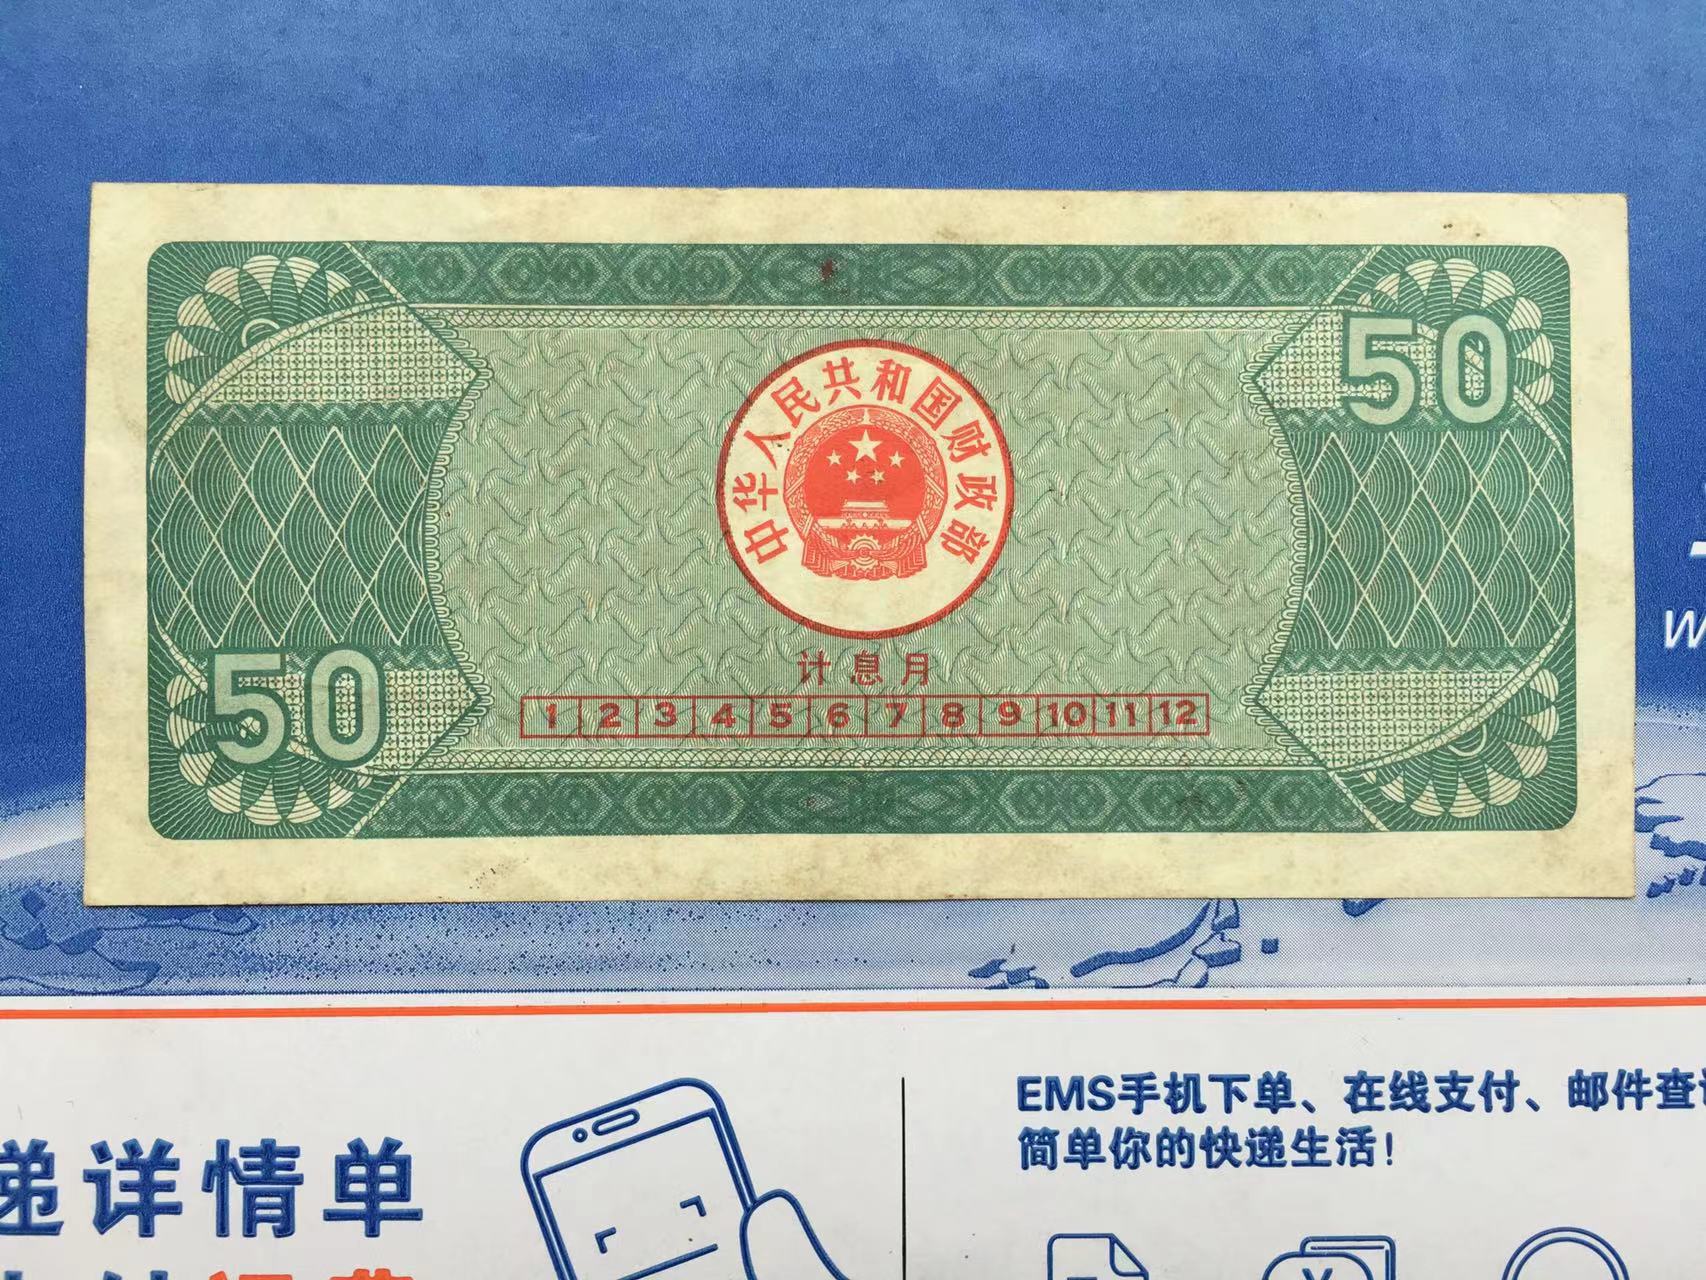 50
中华人民共和国财政部
50
计息月
1 2 3 4 5 6 7 8 9 10 11 12
W
EMS手机下单、在线支付、邮件查
简单你的快递生活!
递详情单